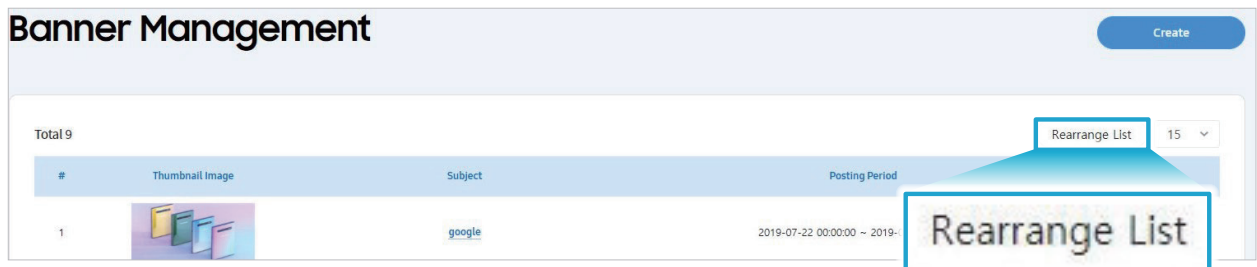 Banner Management
Create
Total 9
Rearrange List 15
# Thumbnail Image Subject Posting Period
1 google 2019-07-22 00:00:00 ~ 2019-
Rearrange List